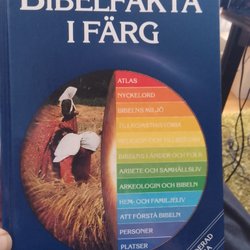 BIBELFAKTA
I FÄRG
ATLAS
NYCKELORD
BIBELNS MILJÖ
BIBELNS LÄNDER OCH FOLK
ARBETE OCH SAMHÄLLSLIV
ARKEOLOGIN OCH BIBELN
HEM- OCH FAMILJELIV
ATT FÖRSTÅ BIBELN
PERSONER
PLATSER